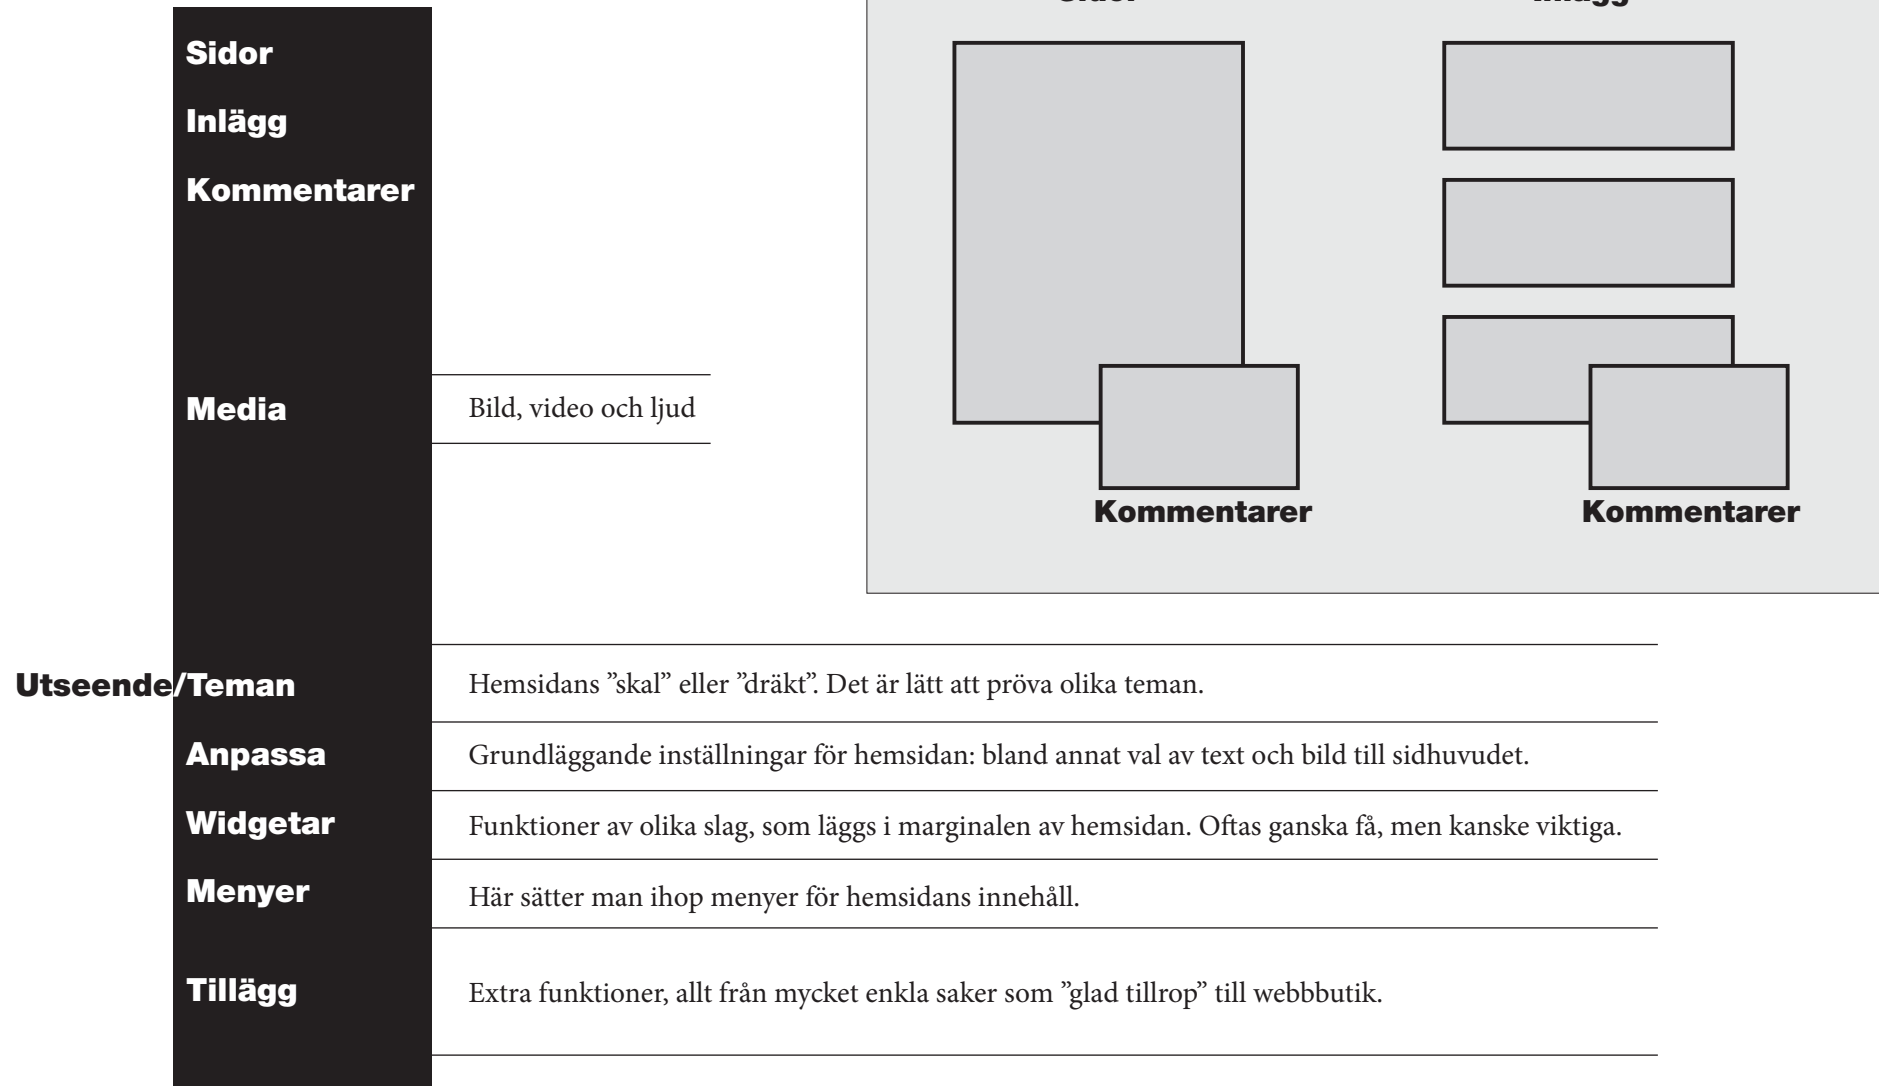 Sidor
Inlägg
Kommentarer
Media
Bild, video och ljud
Sidor
Inlägg
Kommentarer
Kommentarer
Utseende/Teman
Hemsidans ”skal” eller ”dräkt”. Det är lätt att pröva olika teman.
Anpassa
Grundläggande inställningar för hemsidan: bland annat val av text och bild till sidhuvudet.
Widgetar
Funktioner av olika slag, som läggs i marginalen av hemsidan. Oftas ganska få, men kanske viktiga.
Menyer
Här sätter man ihop menyer för hemsidans innehåll.
Tillägg
Extra funktioner, allt från mycket enkla saker som ”glad tillrop” till webbbutik.